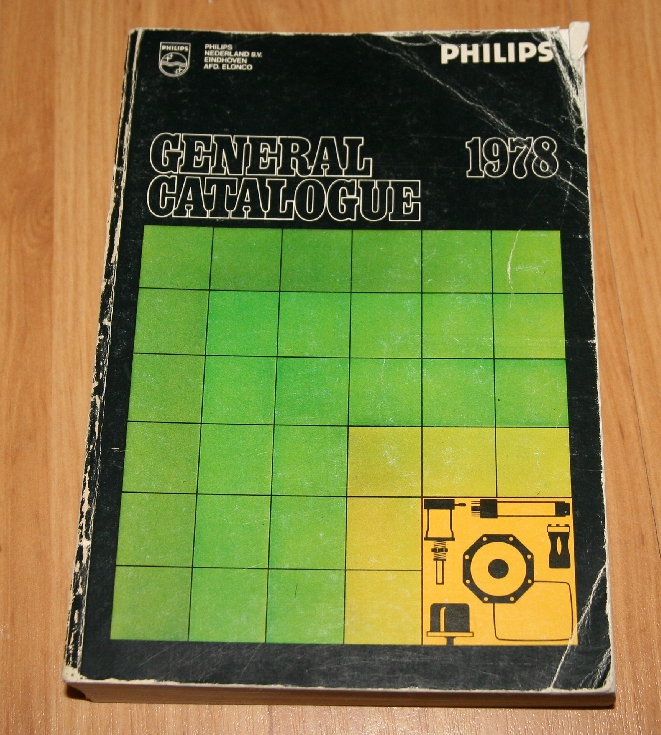 PHILIPS
PHILIPS
NEDERLAND B.V.
EINDHOVEN
AFD. ELONCO
PHILIPS
GENERAL
CATALOGUE
1978